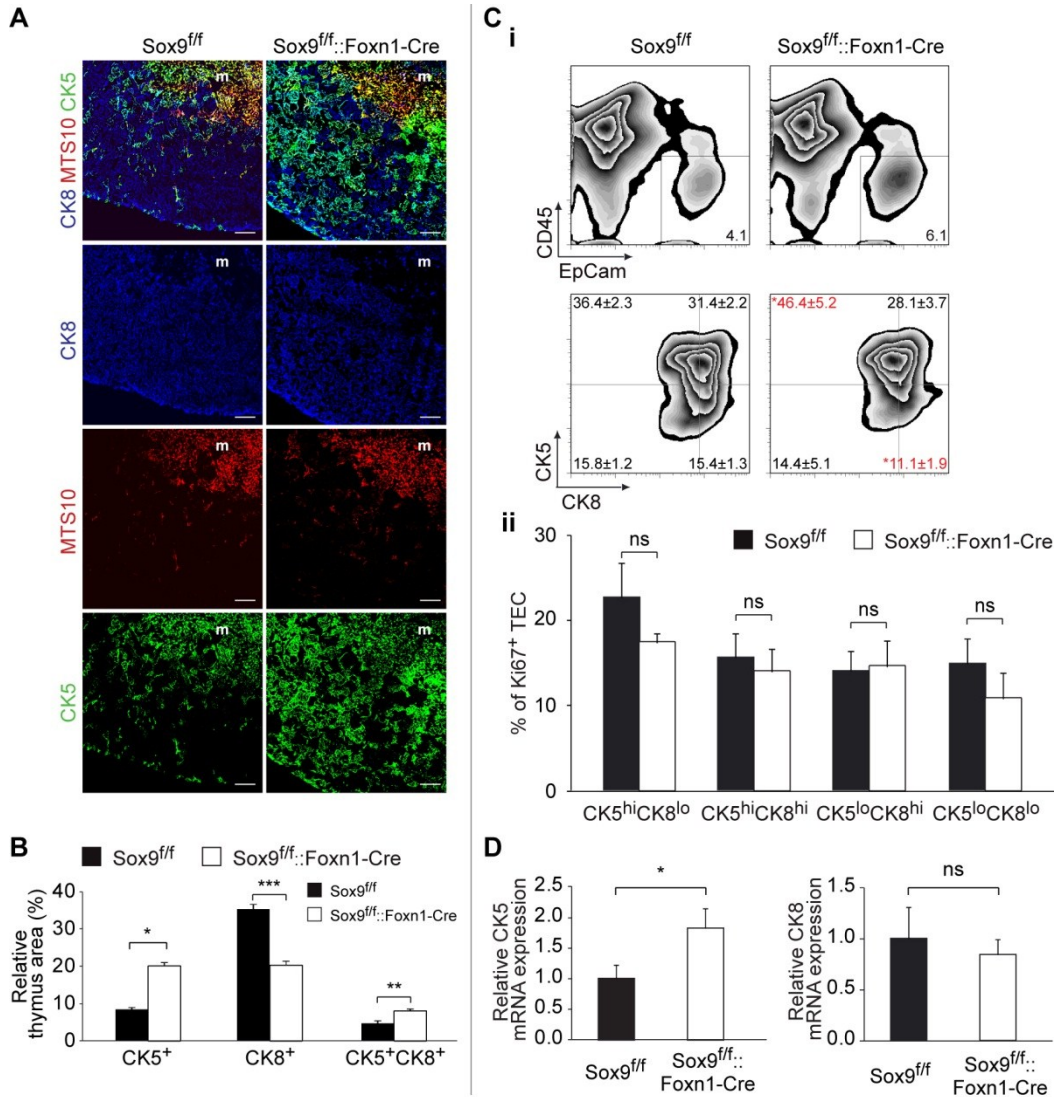 A
Sox9f/f
Sox9f/f::Foxn1-Cre
CK8 MTS10 CK5
m
m
CK8
m
m
MTS10
m
m
CK5
m
m
B
Sox9f/f
Sox9f/f::Foxn1-Cre
Sox9f/f
Sox9f/f::Foxn1-Cre
Relative
thymus area (%)
40
30
20
10
0
*
***
**
CK5+
CK8+
CK5+CK8+
C
i
Sox9f/f
Sox9f/f::Foxn1-Cre
CD45
EpCam
4.1
6.1
36.4±2.3
31.4±2.2
*46.4±5.2
28.1±3.7
15.8±1.2
15.4±1.3
14.4±5.1
*11.1±1.9
CK5
CK8
ii
Sox9f/f
Sox9f/f::Foxn1-Cre
% of Ki67+ TEC
30
20
10
0
ns
ns
ns
ns
CK5hiCK8lo
CK5hiCK8hi
CK5loCK8hi
CK5loCK8lo
D
Relative CK5
mRNA expression
2.5
2.0
1.5
1.0
0.5
0.0
*
Sox9f/f
Sox9f/f::
Foxn1-Cre
Relative CK8
mRNA expression
1.5
1.0
0.5
0.0
ns
Sox9f/f
Sox9f/f::
Foxn1-Cre